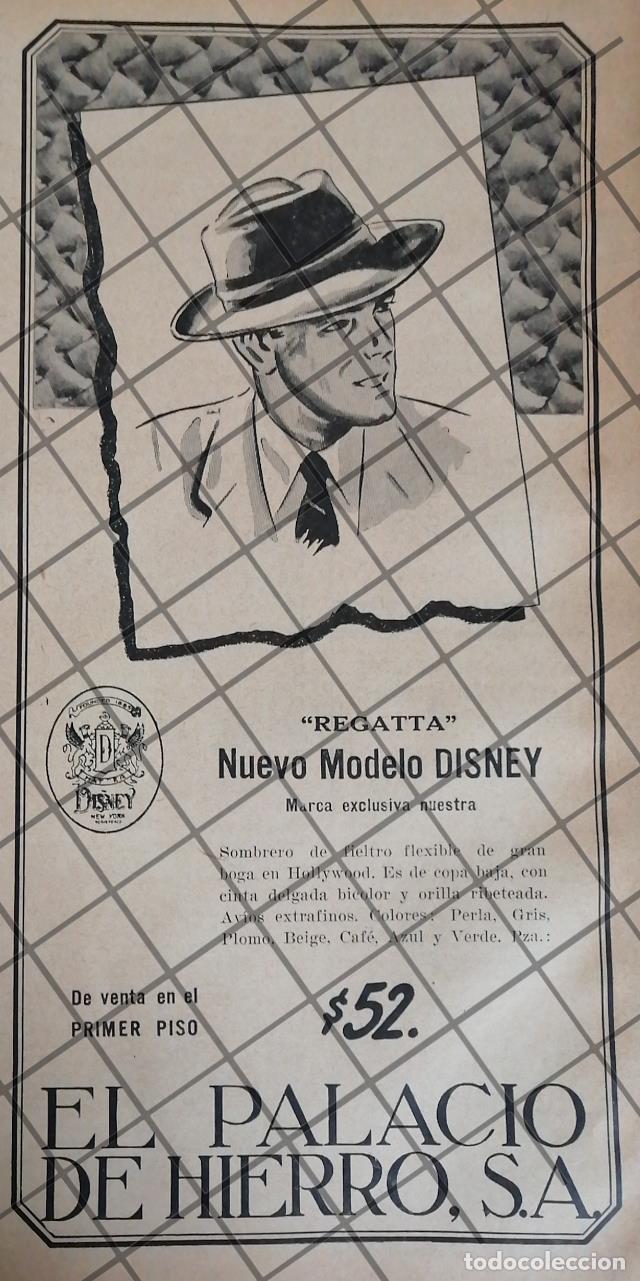 "REGATTA"
Nuevo Modelo DISNEY
Marca exclusiva nuestra
FOUNDED
D
DISNEY
NEW YORK
Sombrero de fieltro flexible de gran
boga en Hollywood. Es de copa baja, con
cinta delgada bicolor y orilla ribeteada.
Avios extrafinos. Colores: Perla, Gris,
Plomo, Beige, Café, Azul y Verde. Pza.:
De venta en el
PRIMER PISO
$52.
EL PALACIO
DE HIERRO, S.A.
todocoleccion